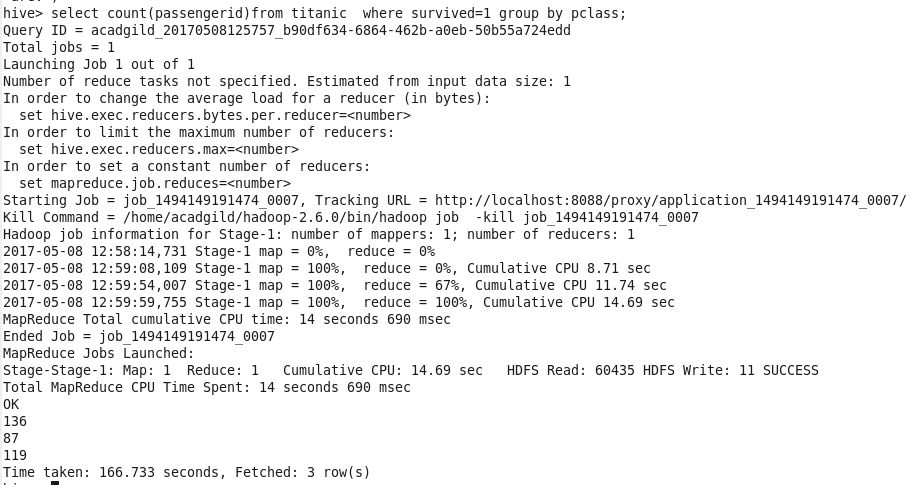 hive> select count(passengerid)from titanic  where survived=1 group by pclass;
Query ID = acadgild_20170508125757_b90df634-6864-462b-a0eb-50b55a724edd
Total jobs = 1
Launching Job 1 out of 1
Number of reduce tasks not specified. Estimated from input data size: 1
In order to change the average load for a reducer (in bytes):
  set hive.exec.reducers.bytes.per.reducer=<number>
In order to limit the maximum number of reducers:
  set hive.exec.reducers.max=<number>
In order to set a constant number of reducers:
  set mapreduce.job.reduces=<number>
Starting Job = job_1494149191474_0007, Tracking URL = http://localhost:8088/proxy/application_1494149191474_0007/
Kill Command = /home/acadgild/hadoop-2.6.0/bin/hadoop job  -kill job_1494149191474_0007
Hadoop job information for Stage-1: number of mappers: 1; number of reducers: 1
2017-05-08 12:58:14,731 Stage-1 map = 0%,  reduce = 0%
2017-05-08 12:59:08,109 Stage-1 map = 100%,  reduce = 0%, Cumulative CPU 8.71 sec
2017-05-08 12:59:54,007 Stage-1 map = 100%,  reduce = 67%, Cumulative CPU 11.74 sec
2017-05-08 12:59:59,755 Stage-1 map = 100%,  reduce = 100%, Cumulative CPU 14.69 sec
MapReduce Total cumulative CPU time: 14 seconds 690 msec
Ended Job = job_1494149191474_0007
MapReduce Jobs Launched:
Stage-Stage-1: Map: 1  Reduce: 1   Cumulative CPU: 14.69 sec   HDFS Read: 60435 HDFS Write: 11 SUCCESS
Total MapReduce CPU Time Spent: 14 seconds 690 msec
OK
136
87
119
Time taken: 166.733 seconds, Fetched: 3 row(s)